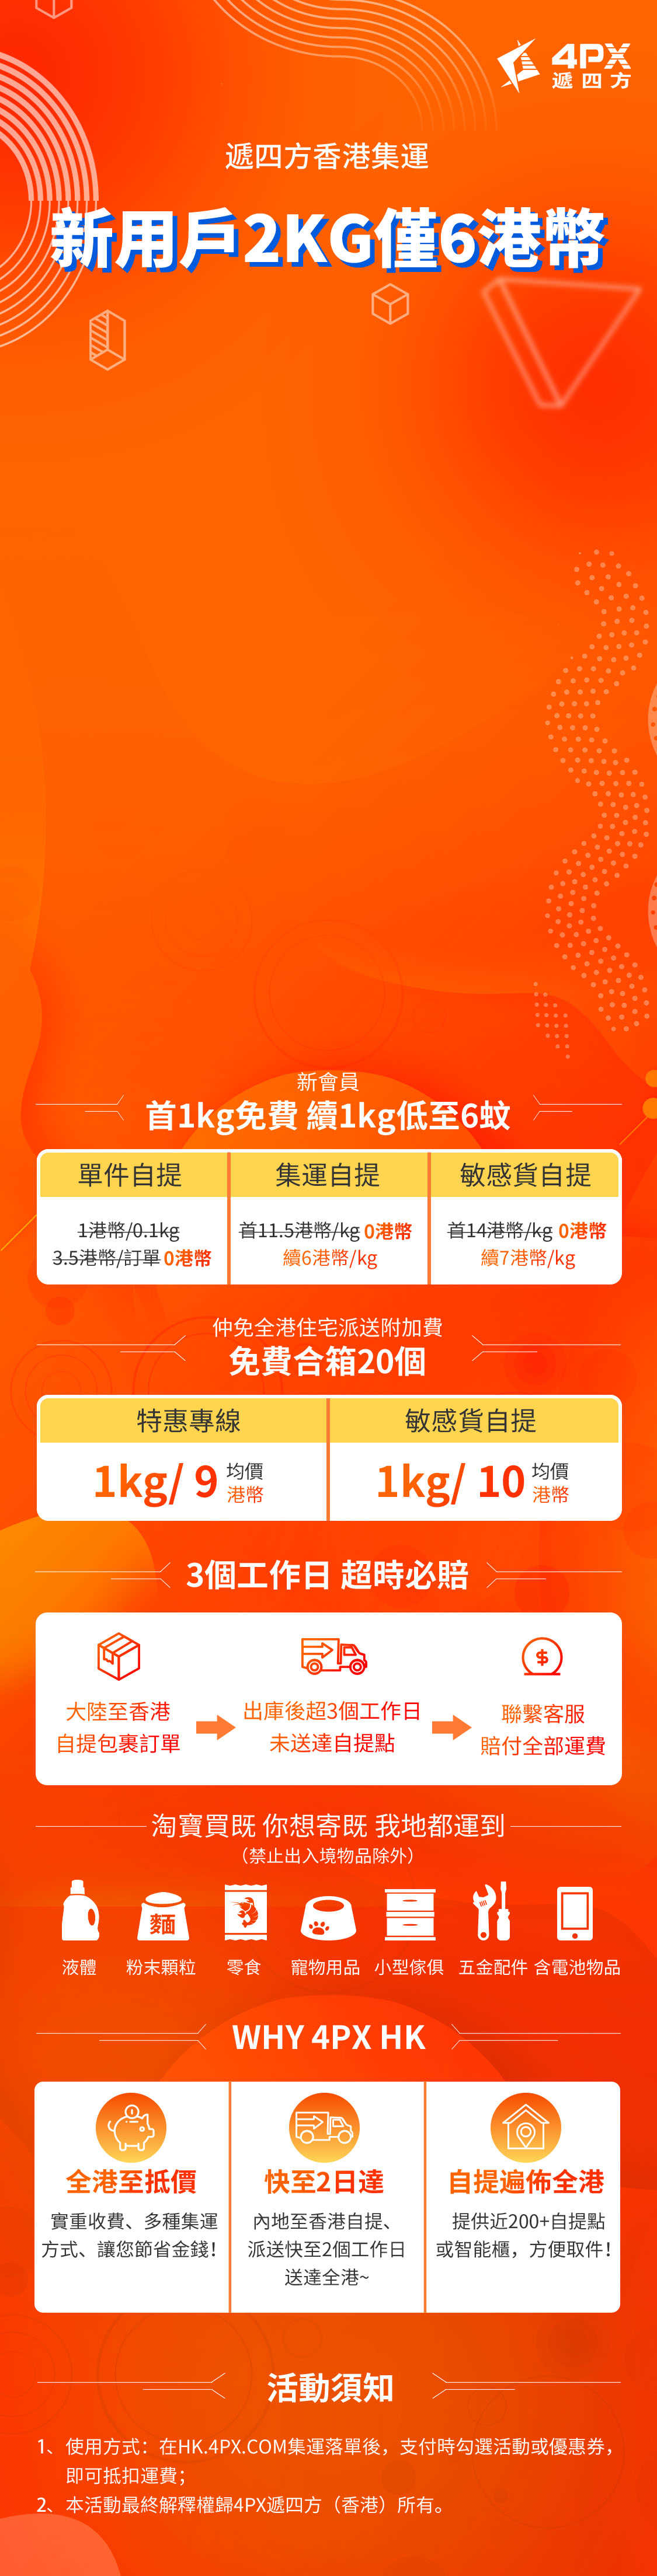 4PX
遞四方
遞四方香港集運
新用戶2KG僅6港幣
新會員
首1kg免費 續1kg低至6蚊
單件自提
1港幣/0.1kg
3.5港幣/訂單 0港幣
集運自提
首11.5港幣/kg 0港幣
續6港幣/kg
敏感貨自提
首14港幣/kg 0港幣
續7港幣/kg
仲免全港住宅派送附加費
免費合箱20個
特惠專線
1kg/ 9 均價
港幣
敏感貨自提
1kg/ 10 均價
港幣
3個工作日 超時必賠
大陸至香港
自提包裹訂單
出庫後超3個工作日
未送達自提點
聯繫客服
賠付全部運費
淘寶買既 你想寄既 我地都運到
（禁止出入境物品除外）
麵
液體
粉末顆粒
零食
寵物用品
小型傢俱
五金配件
含電池物品
WHY 4PX HK
全港至抵價
實重收費、多種集運
方式、讓您節省金錢！
快至2日達
內地至香港自提、
派送快至2個工作日
送達全港~
自提遍佈全港
提供近200+自提點
或智能櫃，方便取件！
活動須知
1、使用方式：在HK.4PX.COM集運落單後，支付時勾選活動或優惠券，
即可抵扣運費；
2、本活動最終解釋權歸4PX遞四方（香港）所有。